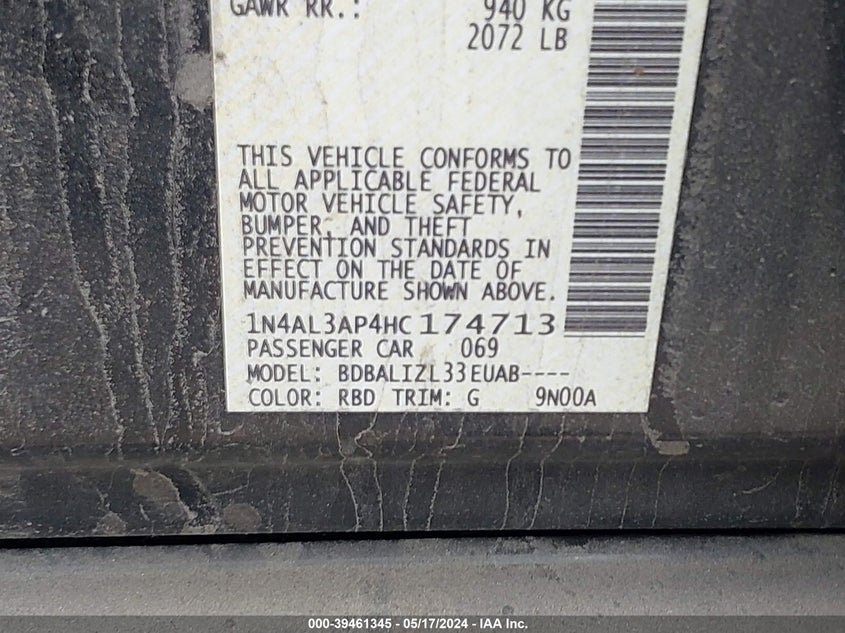 GAWR RR.: 940 KG
2072 LB
THIS VEHICLE CONFORMS TO
ALL APPLICABLE FEDERAL
MOTOR VEHICLE SAFETY,
BUMPER, AND THEFT
PREVENTION STANDARDS IN
EFFECT ON THE DATE OF
MANUFACTURE SHOWN ABOVE.
1N4AL3AP4HC174713
PASSENGER CAR 069
MODEL: BDBALIZL33EUAB----
COLOR: RBD TRIM: G 9N00A
000-39461345 - 05/17/2024 - IAA Inc.